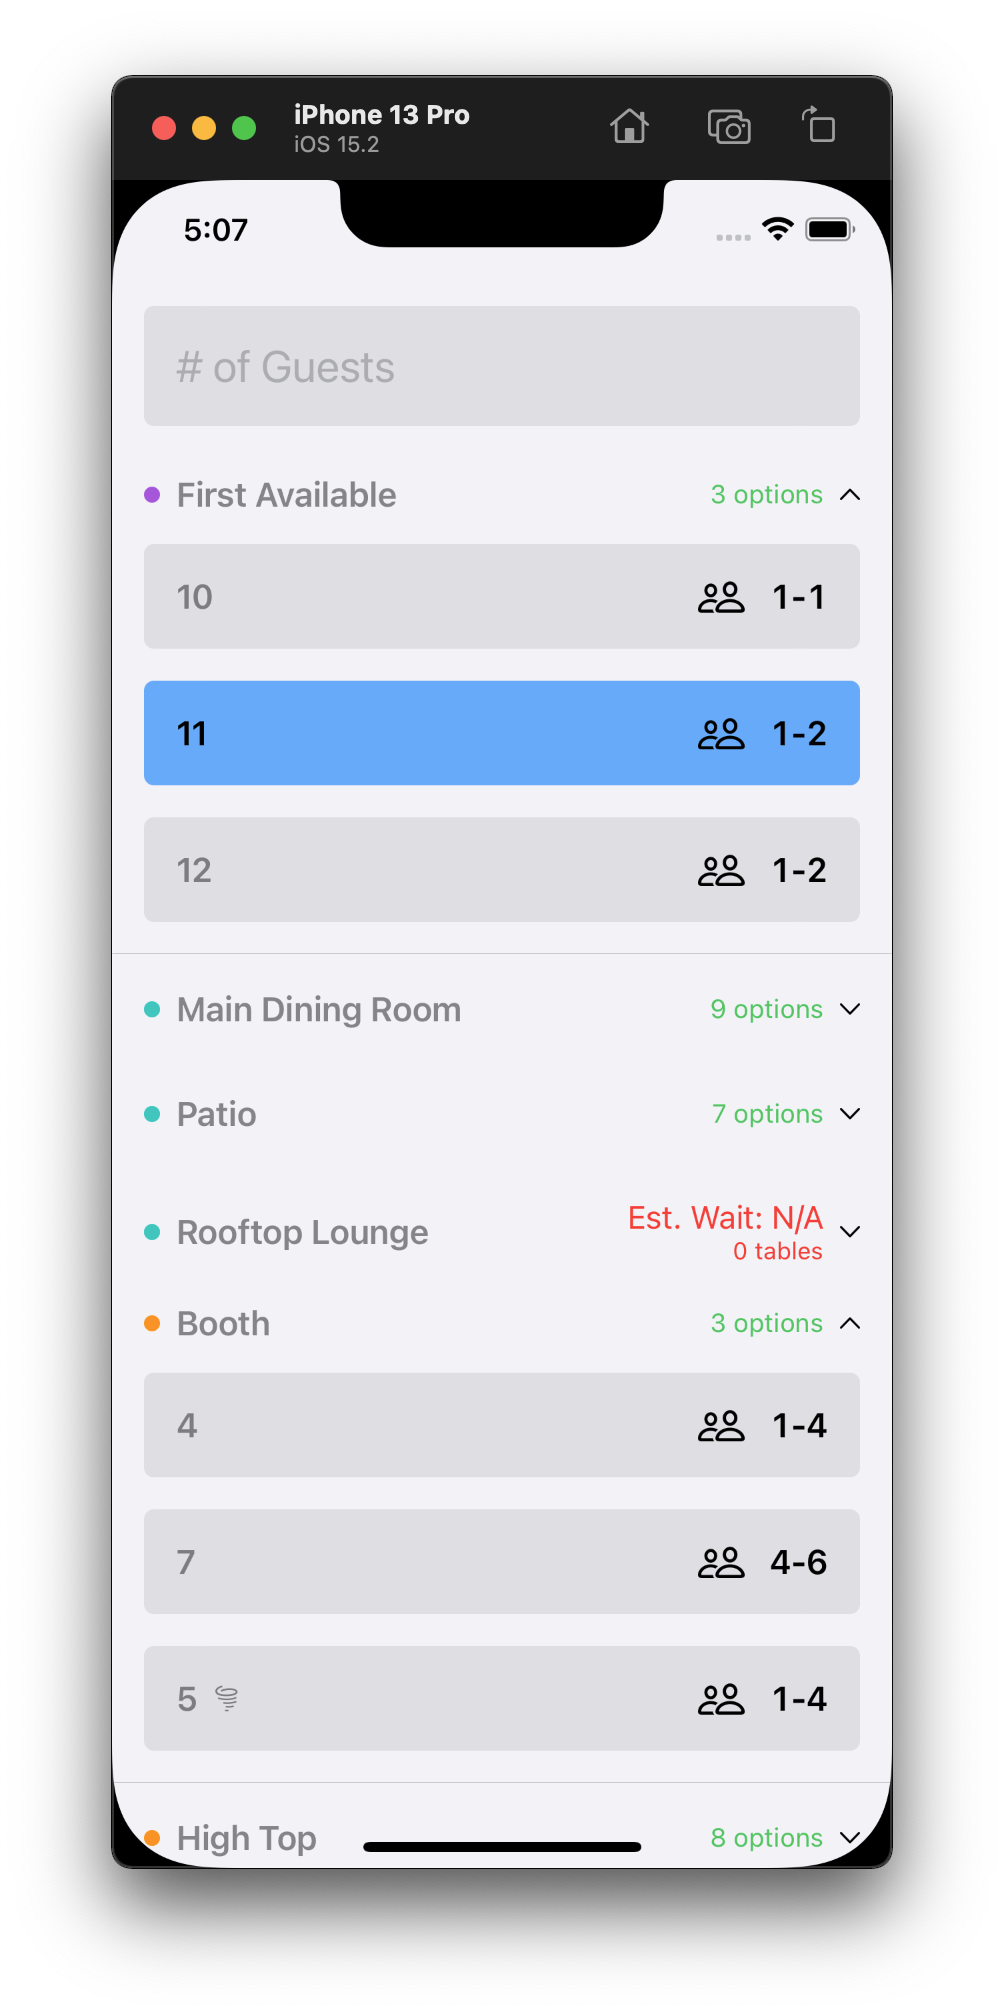 iPhone 13 Pro
iOS 15.2
5:07
# of Guests
First Available 3 options
10 1-1
11 1-2
12 1-2
Main Dining Room 9 options
Patio 7 options
Rooftop Lounge Est. Wait: N/A
0 tables
Booth 3 options
4 1-4
7 4-6
5 1-4
High Top 8 options